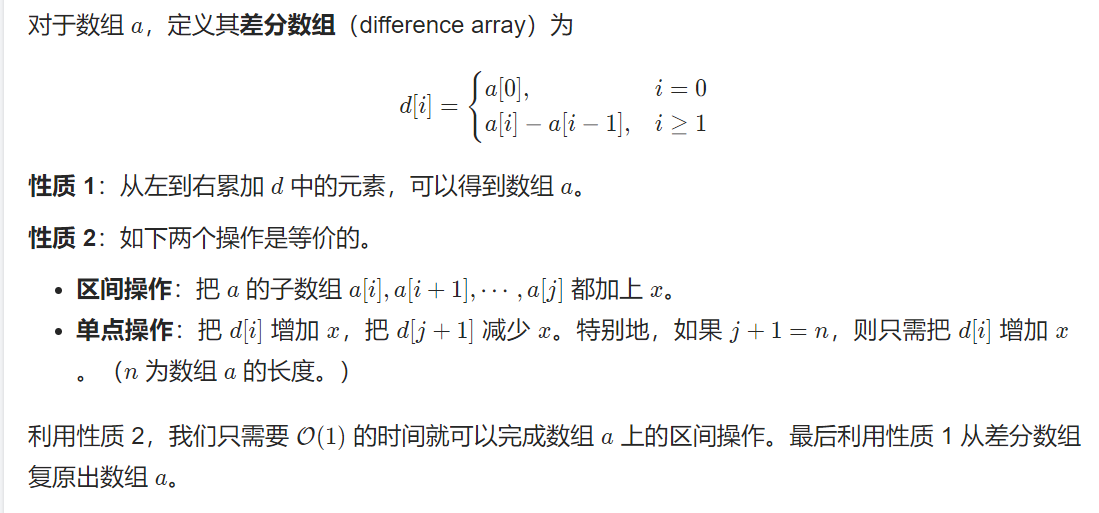 对于数组 a，定义其差分数组（difference array）为
d[i] = { a[0], i = 0
a[i] − a[i − 1], i ≥ 1
性质 1：从左到右累加 d 中的元素，可以得到数组 a。
性质 2：如下两个操作是等价的。
• 区间操作：把 a 的子数组 a[i], a[i + 1], ⋯ , a[j] 都加上 x。
• 单点操作：把 d[i] 增加 x，把 d[j + 1] 减少 x。特别地，如果 j + 1 = n，则只需把 d[i] 增加 x
。（n 为数组 a 的长度。）
利用性质 2，我们只需要 O(1) 的时间就可以完成数组 a 上的区间操作。最后利用性质 1 从差分数组
复原出数组 a。